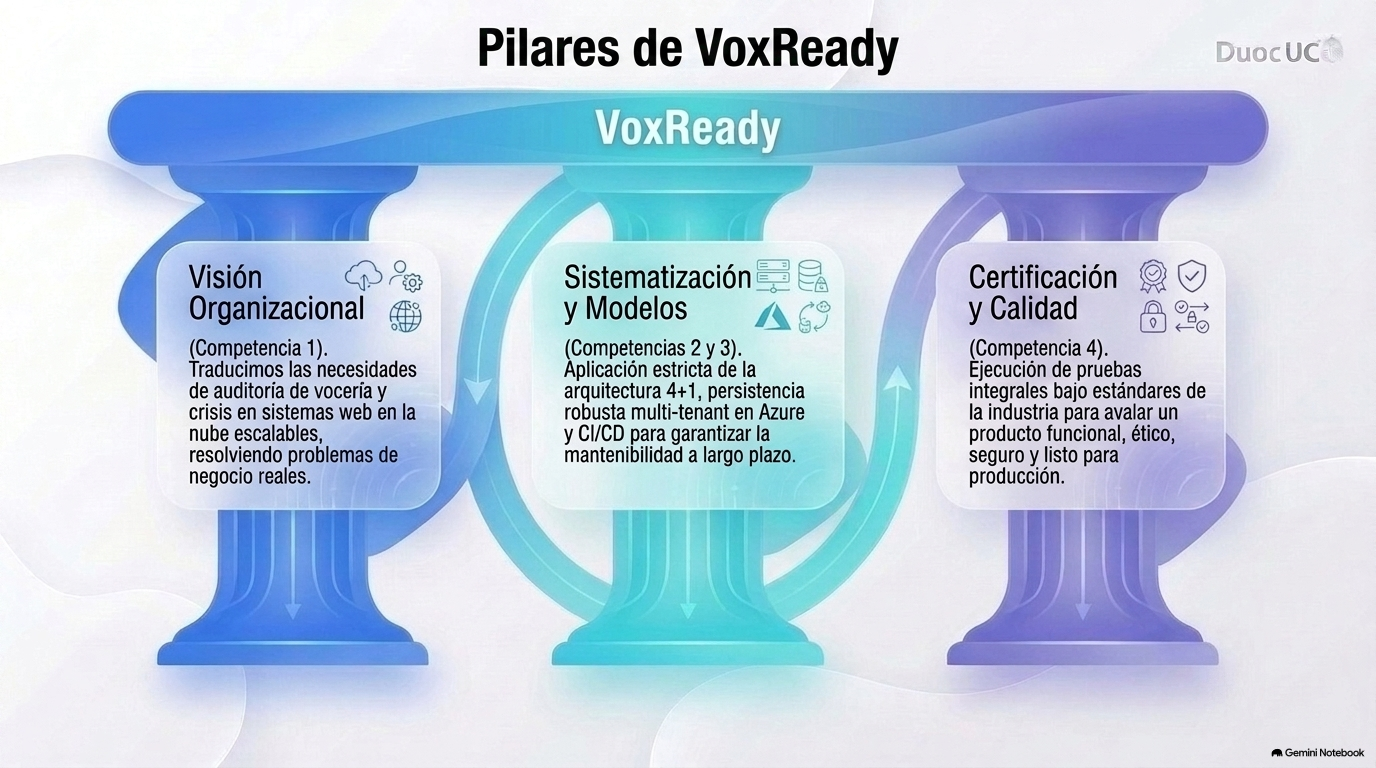 Pilares de VoxReady
Duoc UC
VoxReady
Visión
Organizacional
(Competencia 1).
Traducimos las necesidades
de auditoría de vocería y
crisis en sistemas web en la
nube escalables,
resolviendo problemas de
negocio reales.
Sistematización
y Modelos
(Competencias 2 y 3).
Aplicación estricta de la
arquitectura 4+1, persistencia
robusta multi-tenant en Azure
y CI/CD para garantizar la
mantenibilidad a largo plazo.
Certificación
y Calidad
(Competencia 4).
Ejecución de pruebas
integrales bajo estándares de
la industria para avalar un
producto funcional, ético,
seguro y listo para
producción.
Gemini Notebook